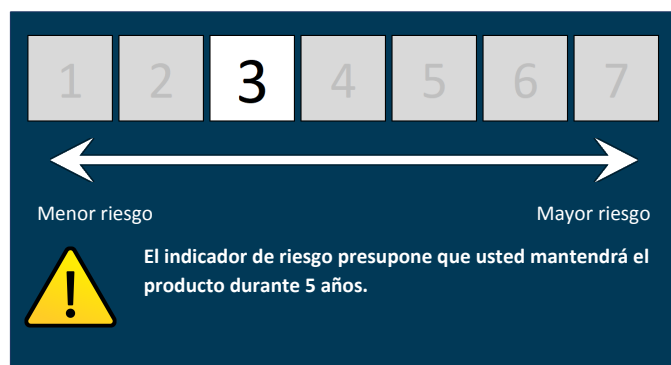 1 2 3 4 5 6 7
Menor riesgo Mayor riesgo
El indicador de riesgo presupone que usted mantendrá el
producto durante 5 años.